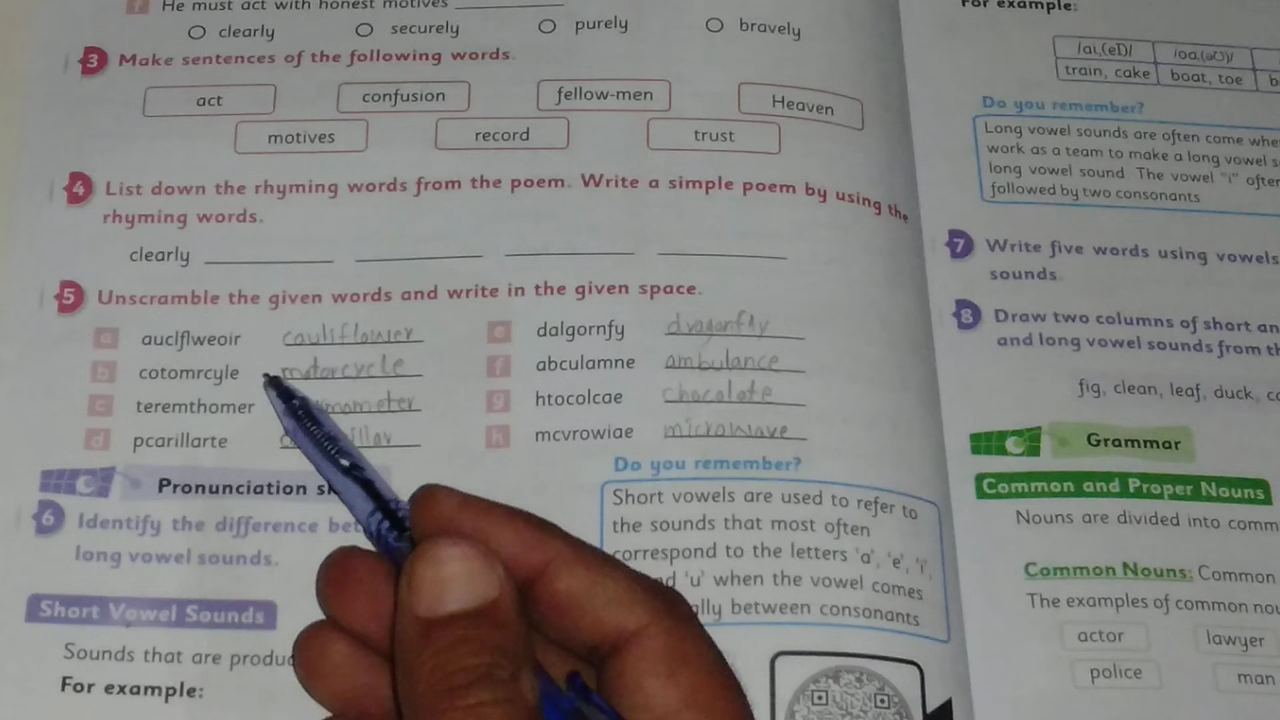 f He must act with honest motives
clearly securely purely bravely
3 Make sentences of the following words.
act confusion fellow-men Heaven
motives record trust
4 List down the rhyming words from the poem. Write a simple poem by using the
rhyming words.
clearly
5 Unscramble the given words and write in the given space.
a auclflweoir cauliflower e dalgornfy dragonfly
b cotomrcyle motorcycle f abculamne ambulance
c teremthomer g htocolcae chocolate
d pcarillarte h mcvrowiae microwave
Pronunciation
6 Identify the difference
long vowel sounds.
Short Vowel Sounds
Sounds that are
For example:
Do you remember?
Short vowels are used to refer to
the sounds that most often
correspond to the letters 'a', 'e', 'i',
'u' when the vowel comes
between consonants
For example:
/ai,(eI)/ /oa,(əʊ)/
train, cake boat, toe
Do you remember?
Long vowel sounds are often come
work as a team to make a long vowel
long vowel sound The vowel "i"
followed by two consonants
7 Write five words using vowels
sounds.
8 Draw two columns of short
and long vowel sounds from
fig, clean, leaf, duck,
Grammar
Common and Proper Nouns
Nouns are divided into
Common Nouns: Common
The examples of common
actor lawyer
police man